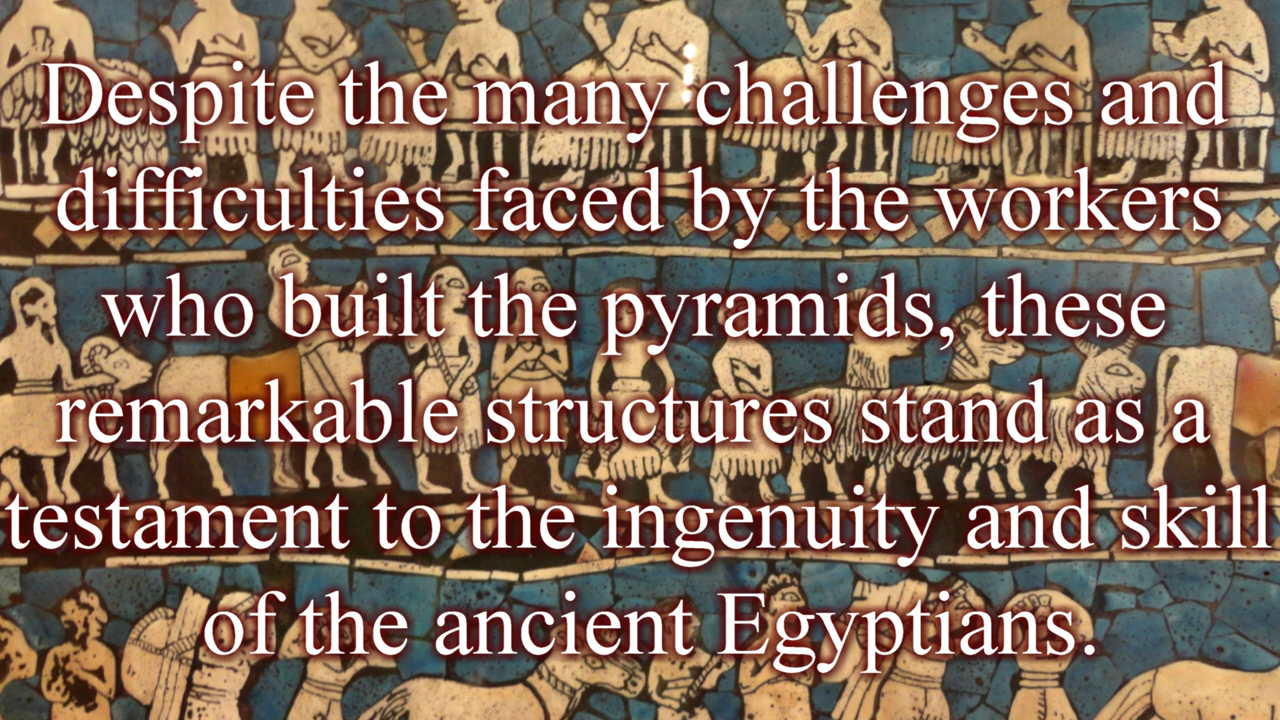 Despite the many challenges and
difficulties faced by the workers
who built the pyramids, these
remarkable structures stand as a
testament to the ingenuity and skill
of the ancient Egyptians.